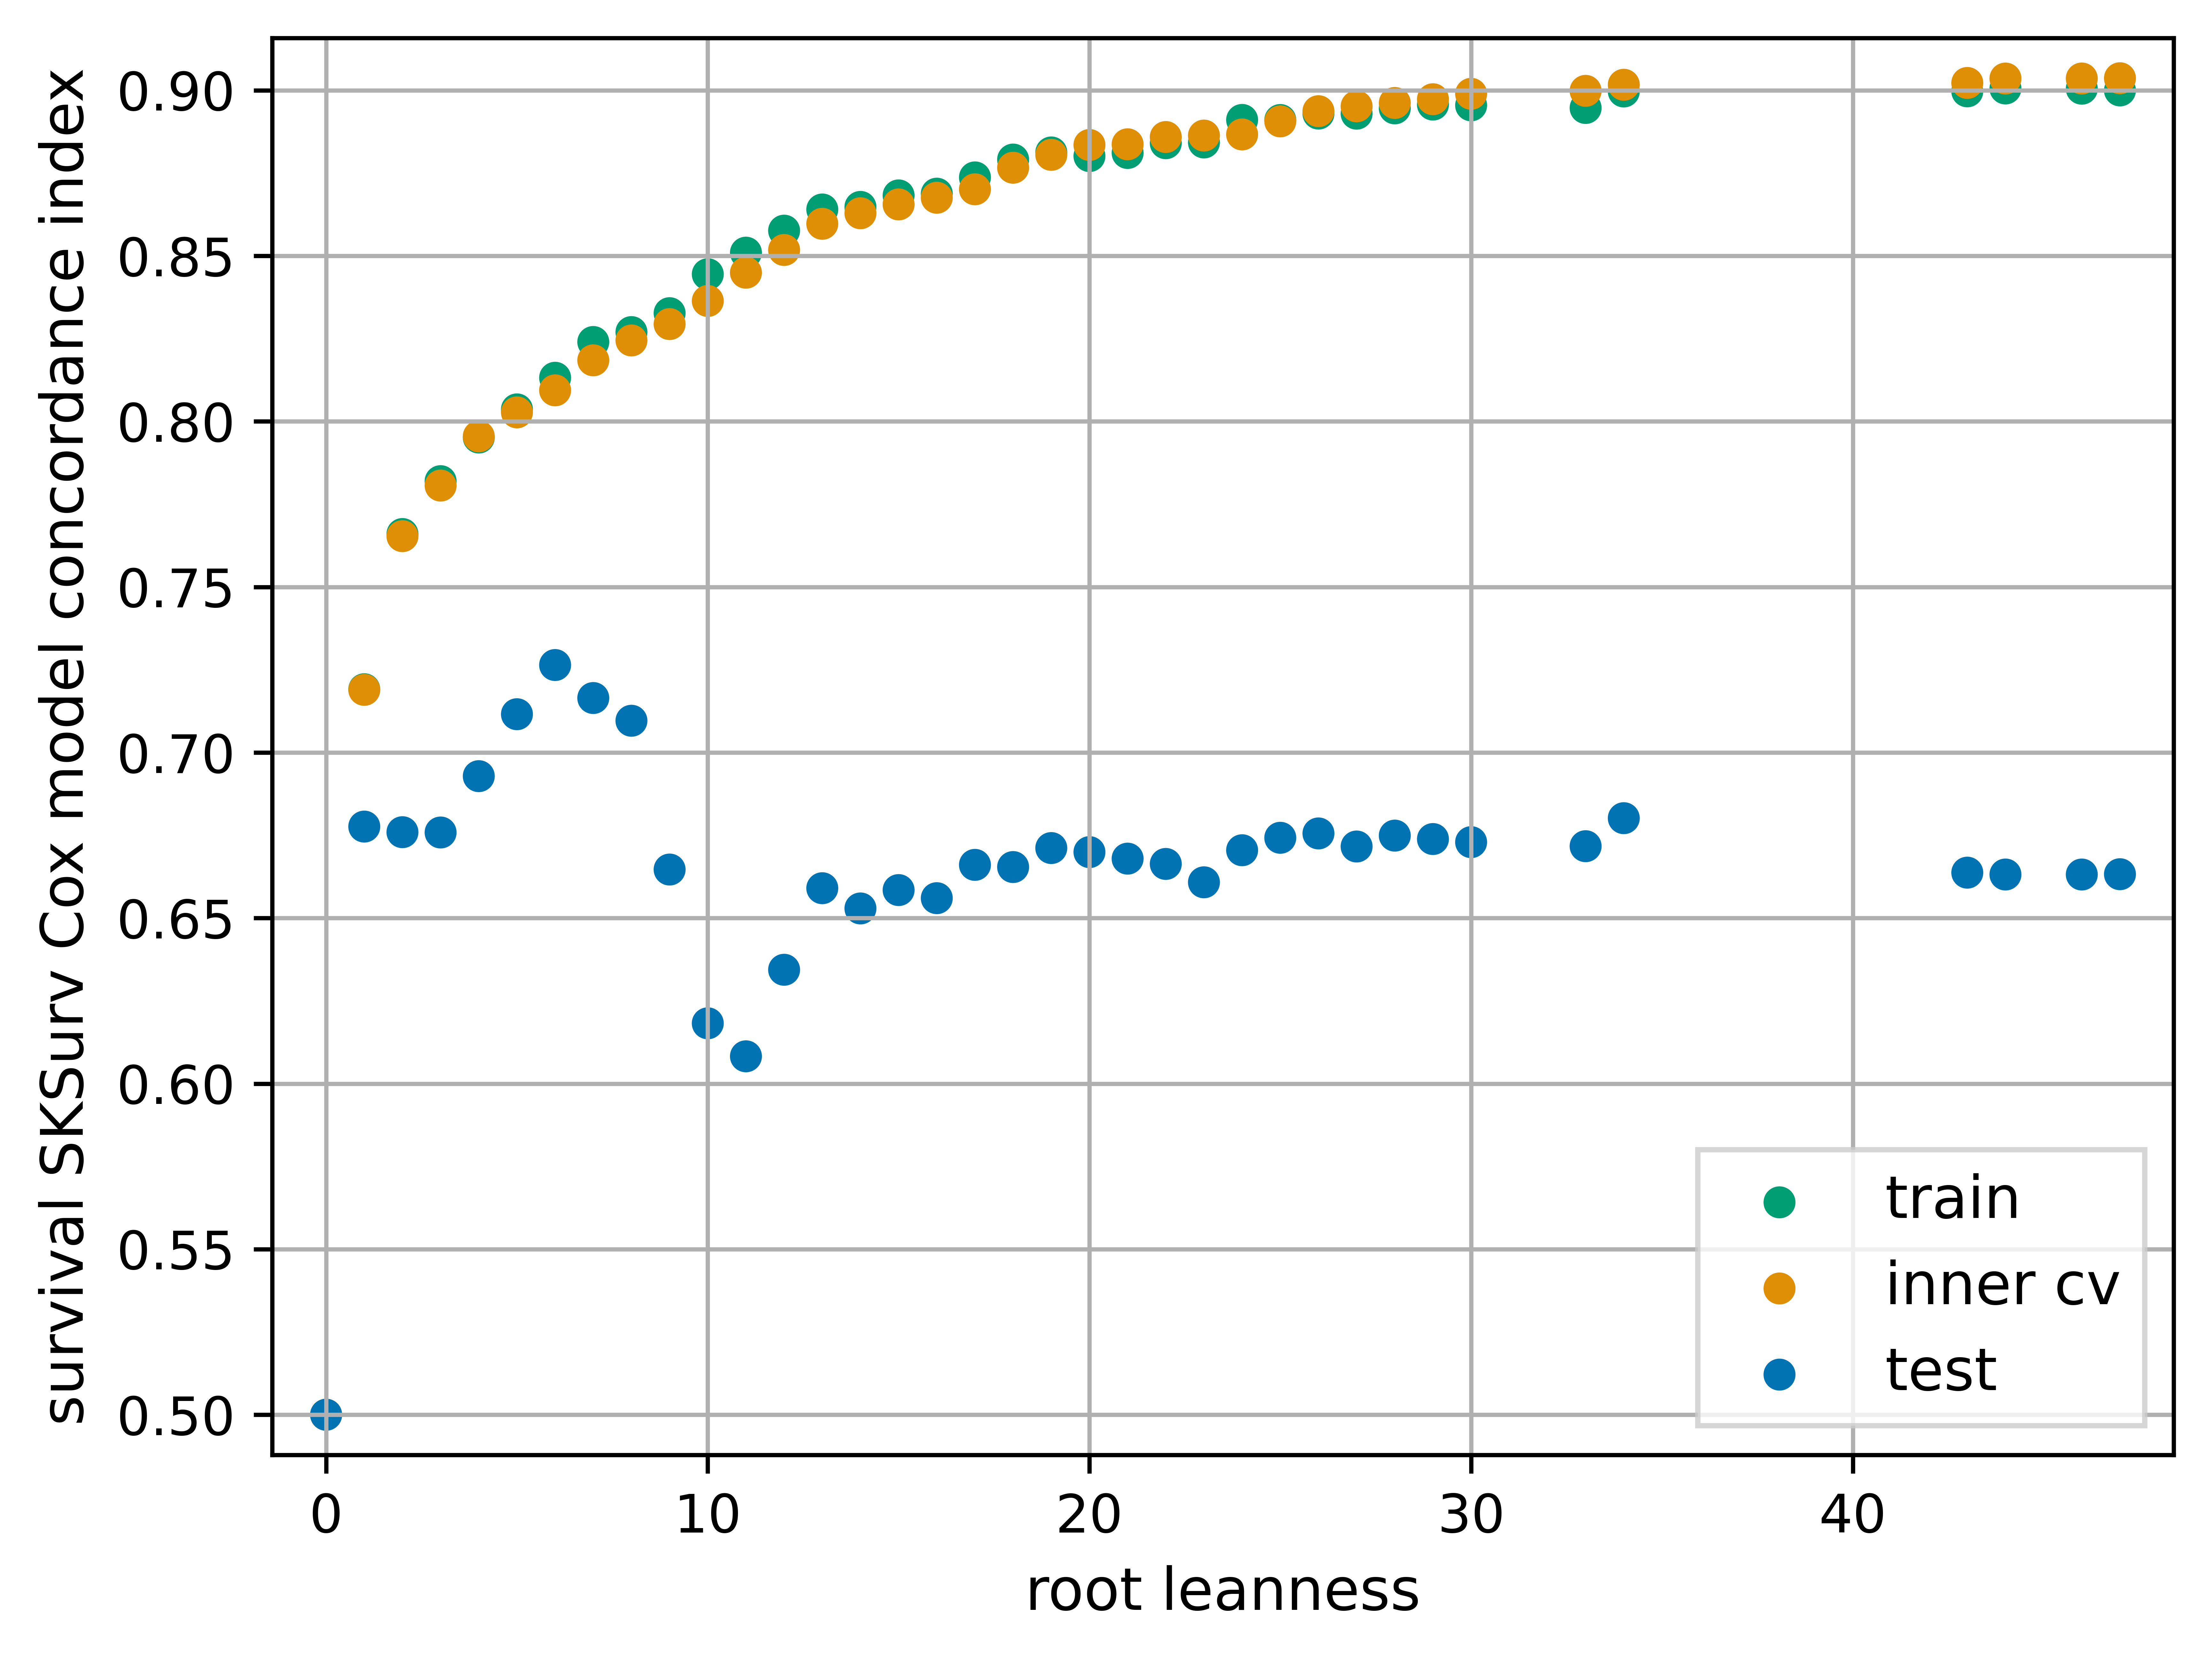 survival SKSurv Cox model concordance index
0.90
0.85
0.80
0.75
0.70
0.65
0.60
0.55
0.50
train
inner cv
test
0 10 20 30 40
root leanness